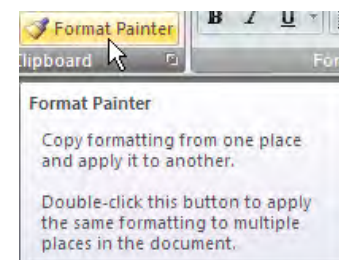 Format Painter B I U
lipboard For
Format Painter
Copy formatting from one place
and apply it to another.
Double-click this button to apply
the same formatting to multiple
places in the document.